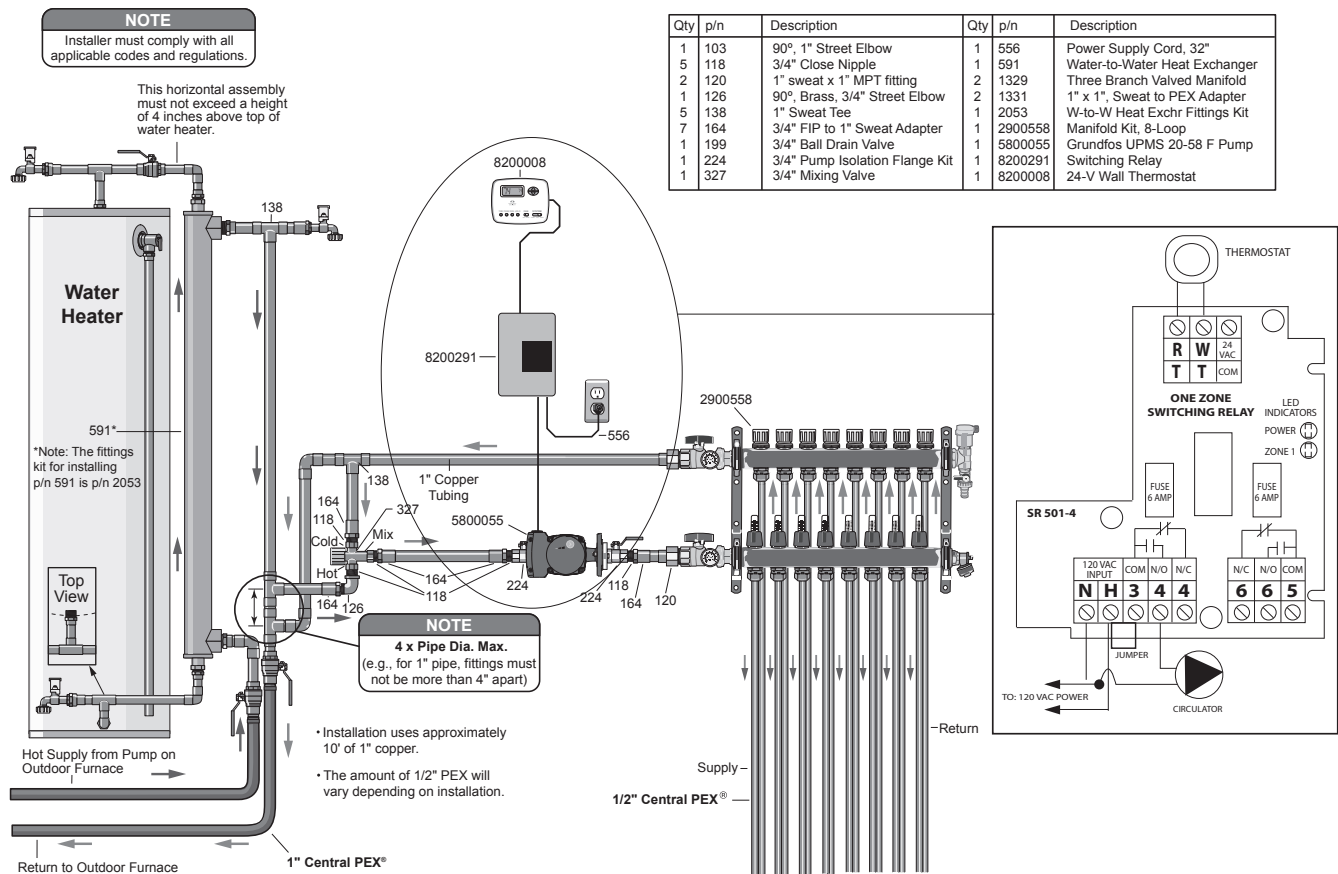 NOTE
Installer must comply with all
applicable codes and regulations.
This horizontal assembly
must not exceed a height
of 4 inches above top of
water heater.
Qty p/n Description Qty p/n Description
1 103 90º, 1" Street Elbow 1 556 Power Supply Cord, 32"
5 118 3/4" Close Nipple 1 591 Water-to-Water Heat Exchanger
2 120 1" sweat x 1" MPT fitting 2 1329 Three Branch Valved Manifold
1 126 90º, Brass, 3/4" Street Elbow 2 1331 1" x 1", Sweat to PEX Adapter
5 138 1" Sweat Tee 1 2053 W-to-W Heat Exchr Fittings Kit
7 164 3/4" FIP to 1" Sweat Adapter 1 2900558 Manifold Kit, 8-Loop
1 199 3/4" Ball Drain Valve 1 5800055 Grundfos UPMS 20-58 F Pump
1 224 3/4" Pump Isolation Flange Kit 1 8200291 Switching Relay
1 327 3/4" Mixing Valve 1 8200008 24-V Wall Thermostat
8200008
138
Water
Heater
8200291
556
591*
*Note: The fittings
kit for installing
p/n 591 is p/n 2053
2900558
138
1" Copper
Tubing
164
118
327
Cold
Mix
Hot
5800055
164
118
164
126
224
224
118
164
120
Top
View
NOTE
4 x Pipe Dia. Max.
(e.g., for 1" pipe, fittings must
not be more than 4" apart)
• Installation uses approximately
10' of 1" copper.
• The amount of 1/2" PEX will
vary depending on installation.
Hot Supply from Pump on
Outdoor Furnace
Return to Outdoor Furnace
1" Central PEX®
Return
Supply
1/2" Central PEX®
THERMOSTAT
R W 24 VAC
T T COM
ONE ZONE
SWITCHING RELAY
LED
INDICATORS
POWER
ZONE 1
FUSE
6 AMP
FUSE
6 AMP
SR 501-4
120 VAC
INPUT
COM N/O N/C
N/C N/O COM
N H 3 4 4
6 6 5
JUMPER
TO: 120 VAC POWER
CIRCULATOR